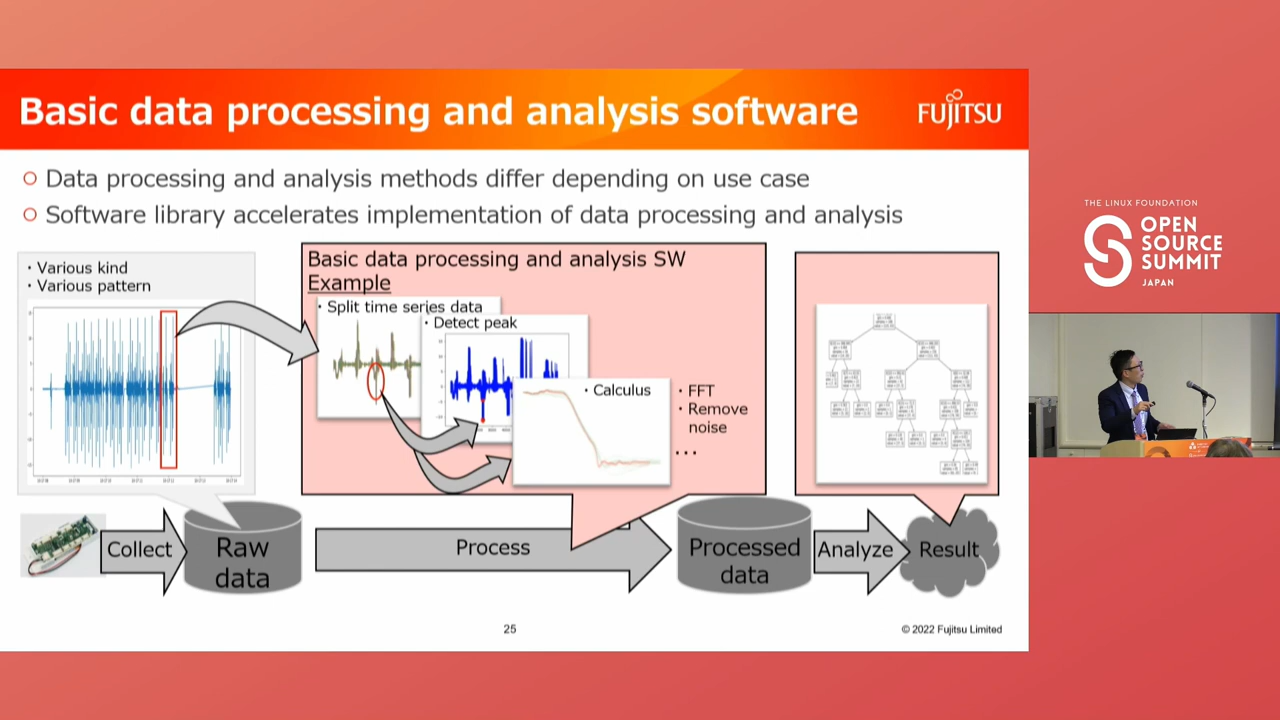 Basic data processing and analysis software
FUJITSU
Data processing and analysis methods differ depending on use case
Software library accelerates implementation of data processing and analysis
・Various kind
・Various pattern
Basic data processing and analysis SW
Example
・Split time series data
・Detect peak
・Calculus
・FFT
・Remove
noise
...
Collect
Raw
data
Process
Processed
data
Analyze
Result
25
© 2022 Fujitsu Limited
THE LINUX FOUNDATION
OPEN
SOURCE
SUMMIT
JAPAN